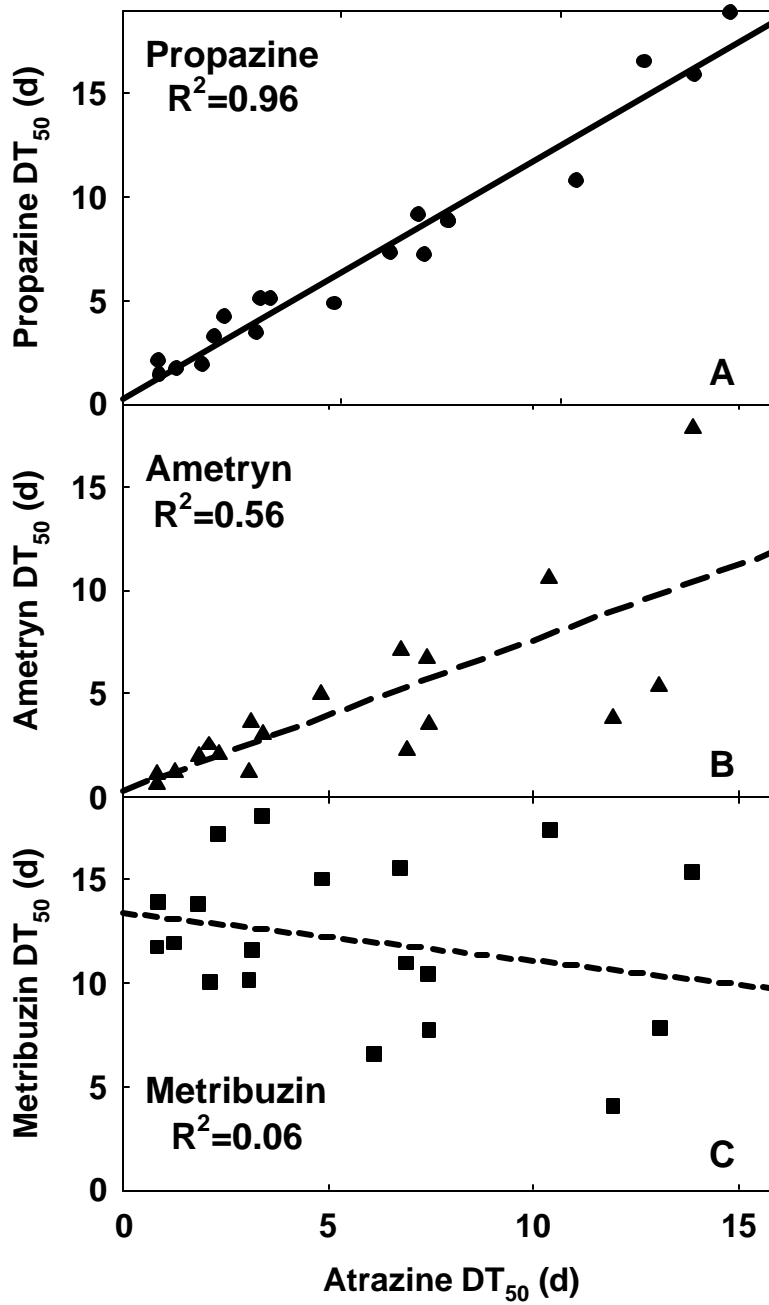 Propazine
R²=0.96
Propazine DT₅₀ (d)
15
10
5
0
A
Ametryn
R²=0.56
Ametryn DT₅₀ (d)
15
10
5
0
B
Metribuzin DT₅₀ (d)
15
10
5
0
Metribuzin
R²=0.06
C
0 5 10 15
Atrazine DT₅₀ (d)